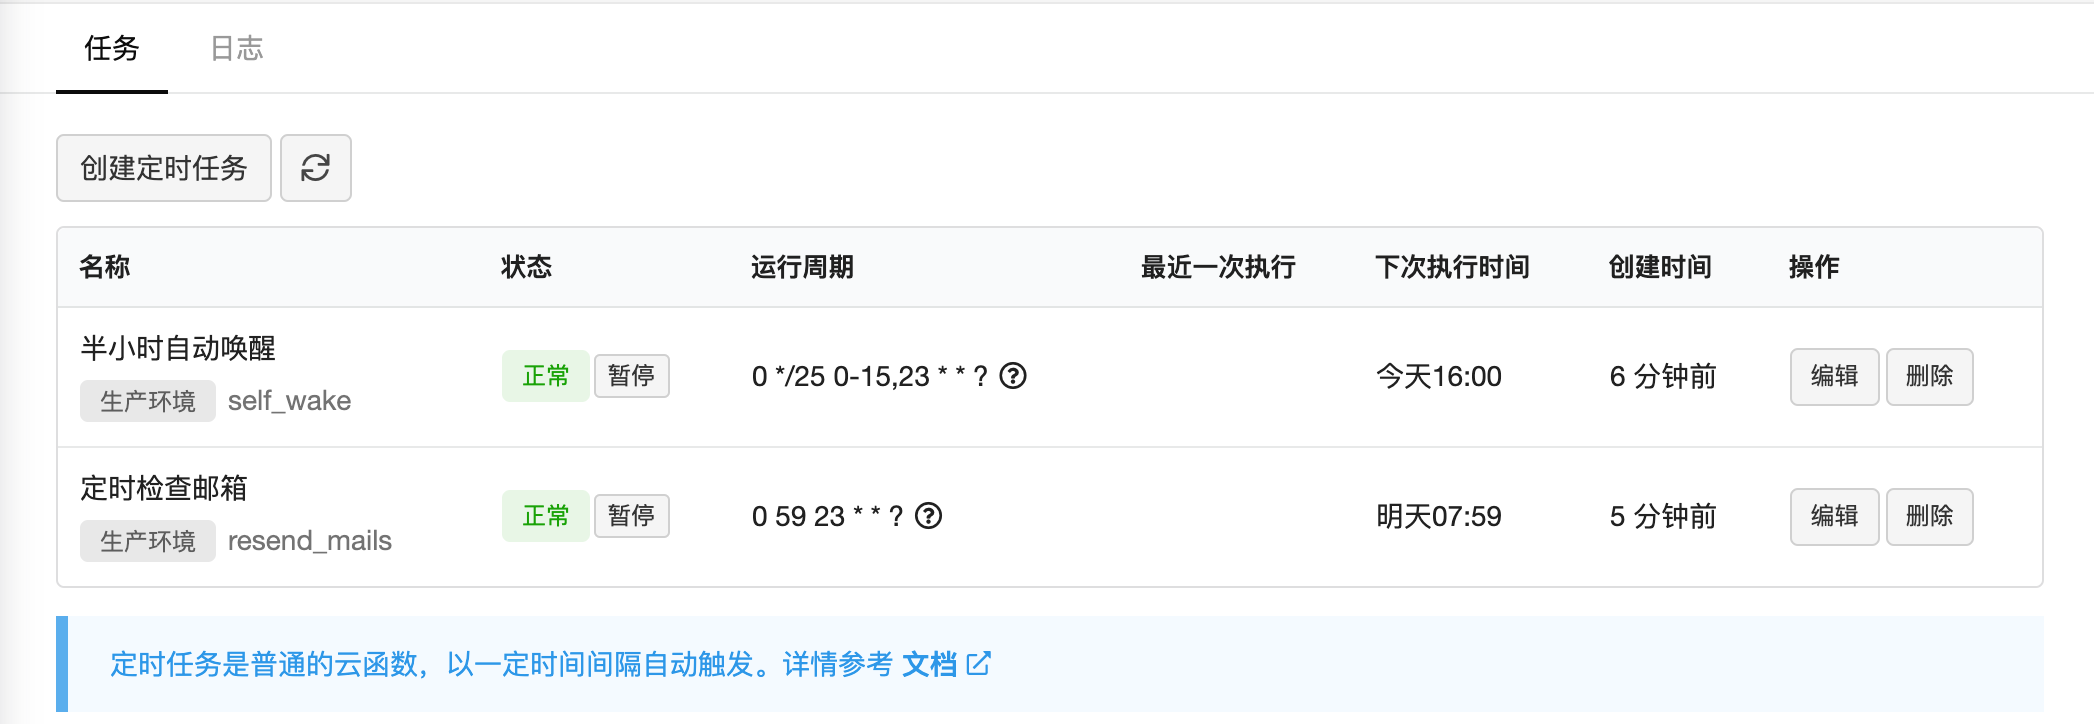 任务 日志
创建定时任务
名称 状态 运行周期 最近一次执行 下次执行时间 创建时间 操作
半小时自动唤醒
生产环境 self_wake
正常 暂停 0 */25 0-15,23 * * ? 今天16:00 6 分钟前 编辑 删除
定时检查邮箱
生产环境 resend_mails
正常 暂停 0 59 23 * * ? 明天07:59 5 分钟前 编辑 删除
定时任务是普通的云函数，以一定时间间隔自动触发。详情参考 文档